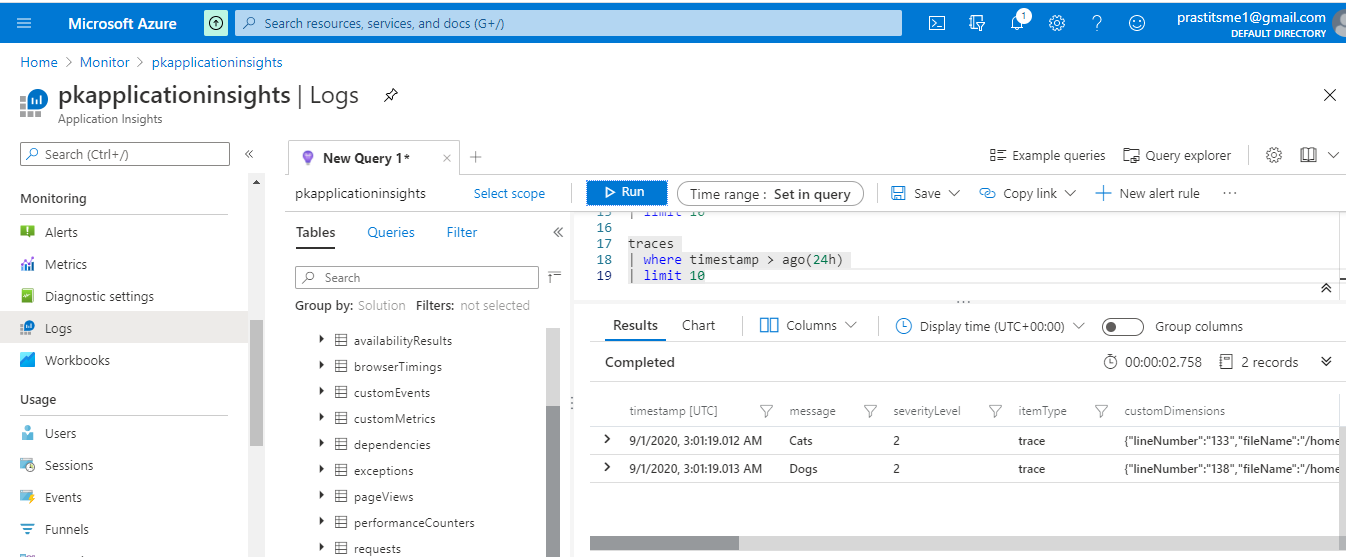 Microsoft Azure
Search resources, services, and docs (G+/)
1
prastitsme1@gmail.com
DEFAULT DIRECTORY
Home > Monitor > pkapplicationinsights
pkapplicationinsights | Logs
Application Insights
Search (Ctrl+/)
«
Monitoring
Alerts
Metrics
Diagnostic settings
Logs
Workbooks
Usage
Users
Sessions
Events
Funnels
New Query 1*
Example queries
Query explorer
pkapplicationinsights
Select scope
Run
Time range : Set in query
Save
Copy link
New alert rule
...
Tables
Queries
Filter
«
Search
Group by: Solution Filters: not selected
availabilityResults
browserTimings
customEvents
customMetrics
dependencies
exceptions
pageViews
performanceCounters
requests
15 | limit 10
16
17 traces
18 | where timestamp > ago(24h)
19 | limit 10
Results
Chart
Columns
Display time (UTC+00:00)
Group columns
Completed
00:00:02.758
2 records
timestamp [UTC] message severityLevel itemType customDimensions
9/1/2020, 3:01:19.012 AM Cats 2 trace {"lineNumber":"133","fileName":"/home
9/1/2020, 3:01:19.013 AM Dogs 2 trace {"lineNumber":"138","fileName":"/home